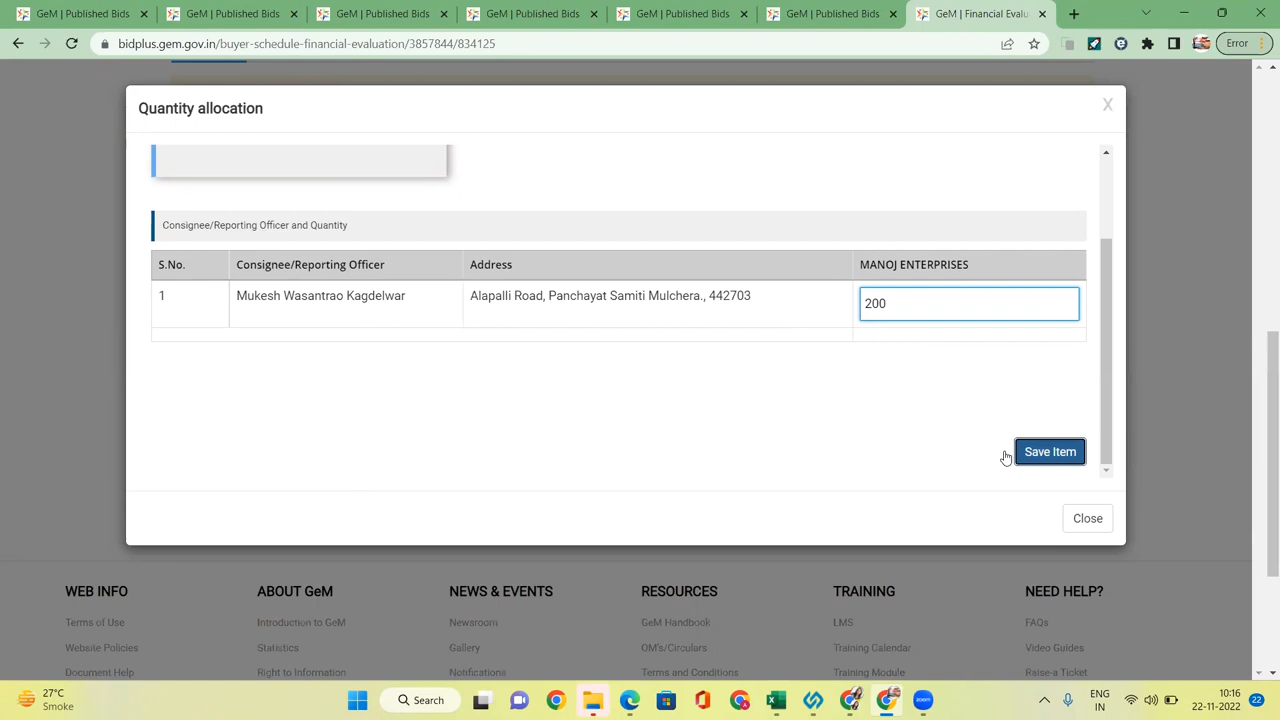 GeM | Published Bids
GeM | Published Bids
GeM | Published Bids
GeM | Published Bids
GeM | Published Bids
GeM | Published Bids
GeM | Financial Evalu
bidplus.gem.gov.in/buyer-schedule-financial-evaluation/3857844/834125
Error
Quantity allocation
X
Consignee/Reporting Officer and Quantity
S.No. Consignee/Reporting Officer Address MANOJ ENTERPRISES
1 Mukesh Wasantrao Kagdelwar Alapalli Road, Panchayat Samiti Mulchera., 442703 200
Save Item
Close
WEB INFO ABOUT GeM NEWS & EVENTS RESOURCES TRAINING NEED HELP?
Terms of Use Introduction to GeM Newsroom GeM Handbook LMS FAQs
Website Policies Statistics Gallery OM's/Circulars Training Calendar Video Guides
Document Help Right to Information Notifications Terms and Conditions Training Module Raise-a Ticket
27°C
Smoke
Search
zoom
ENG
IN
10:16
22-11-2022
22